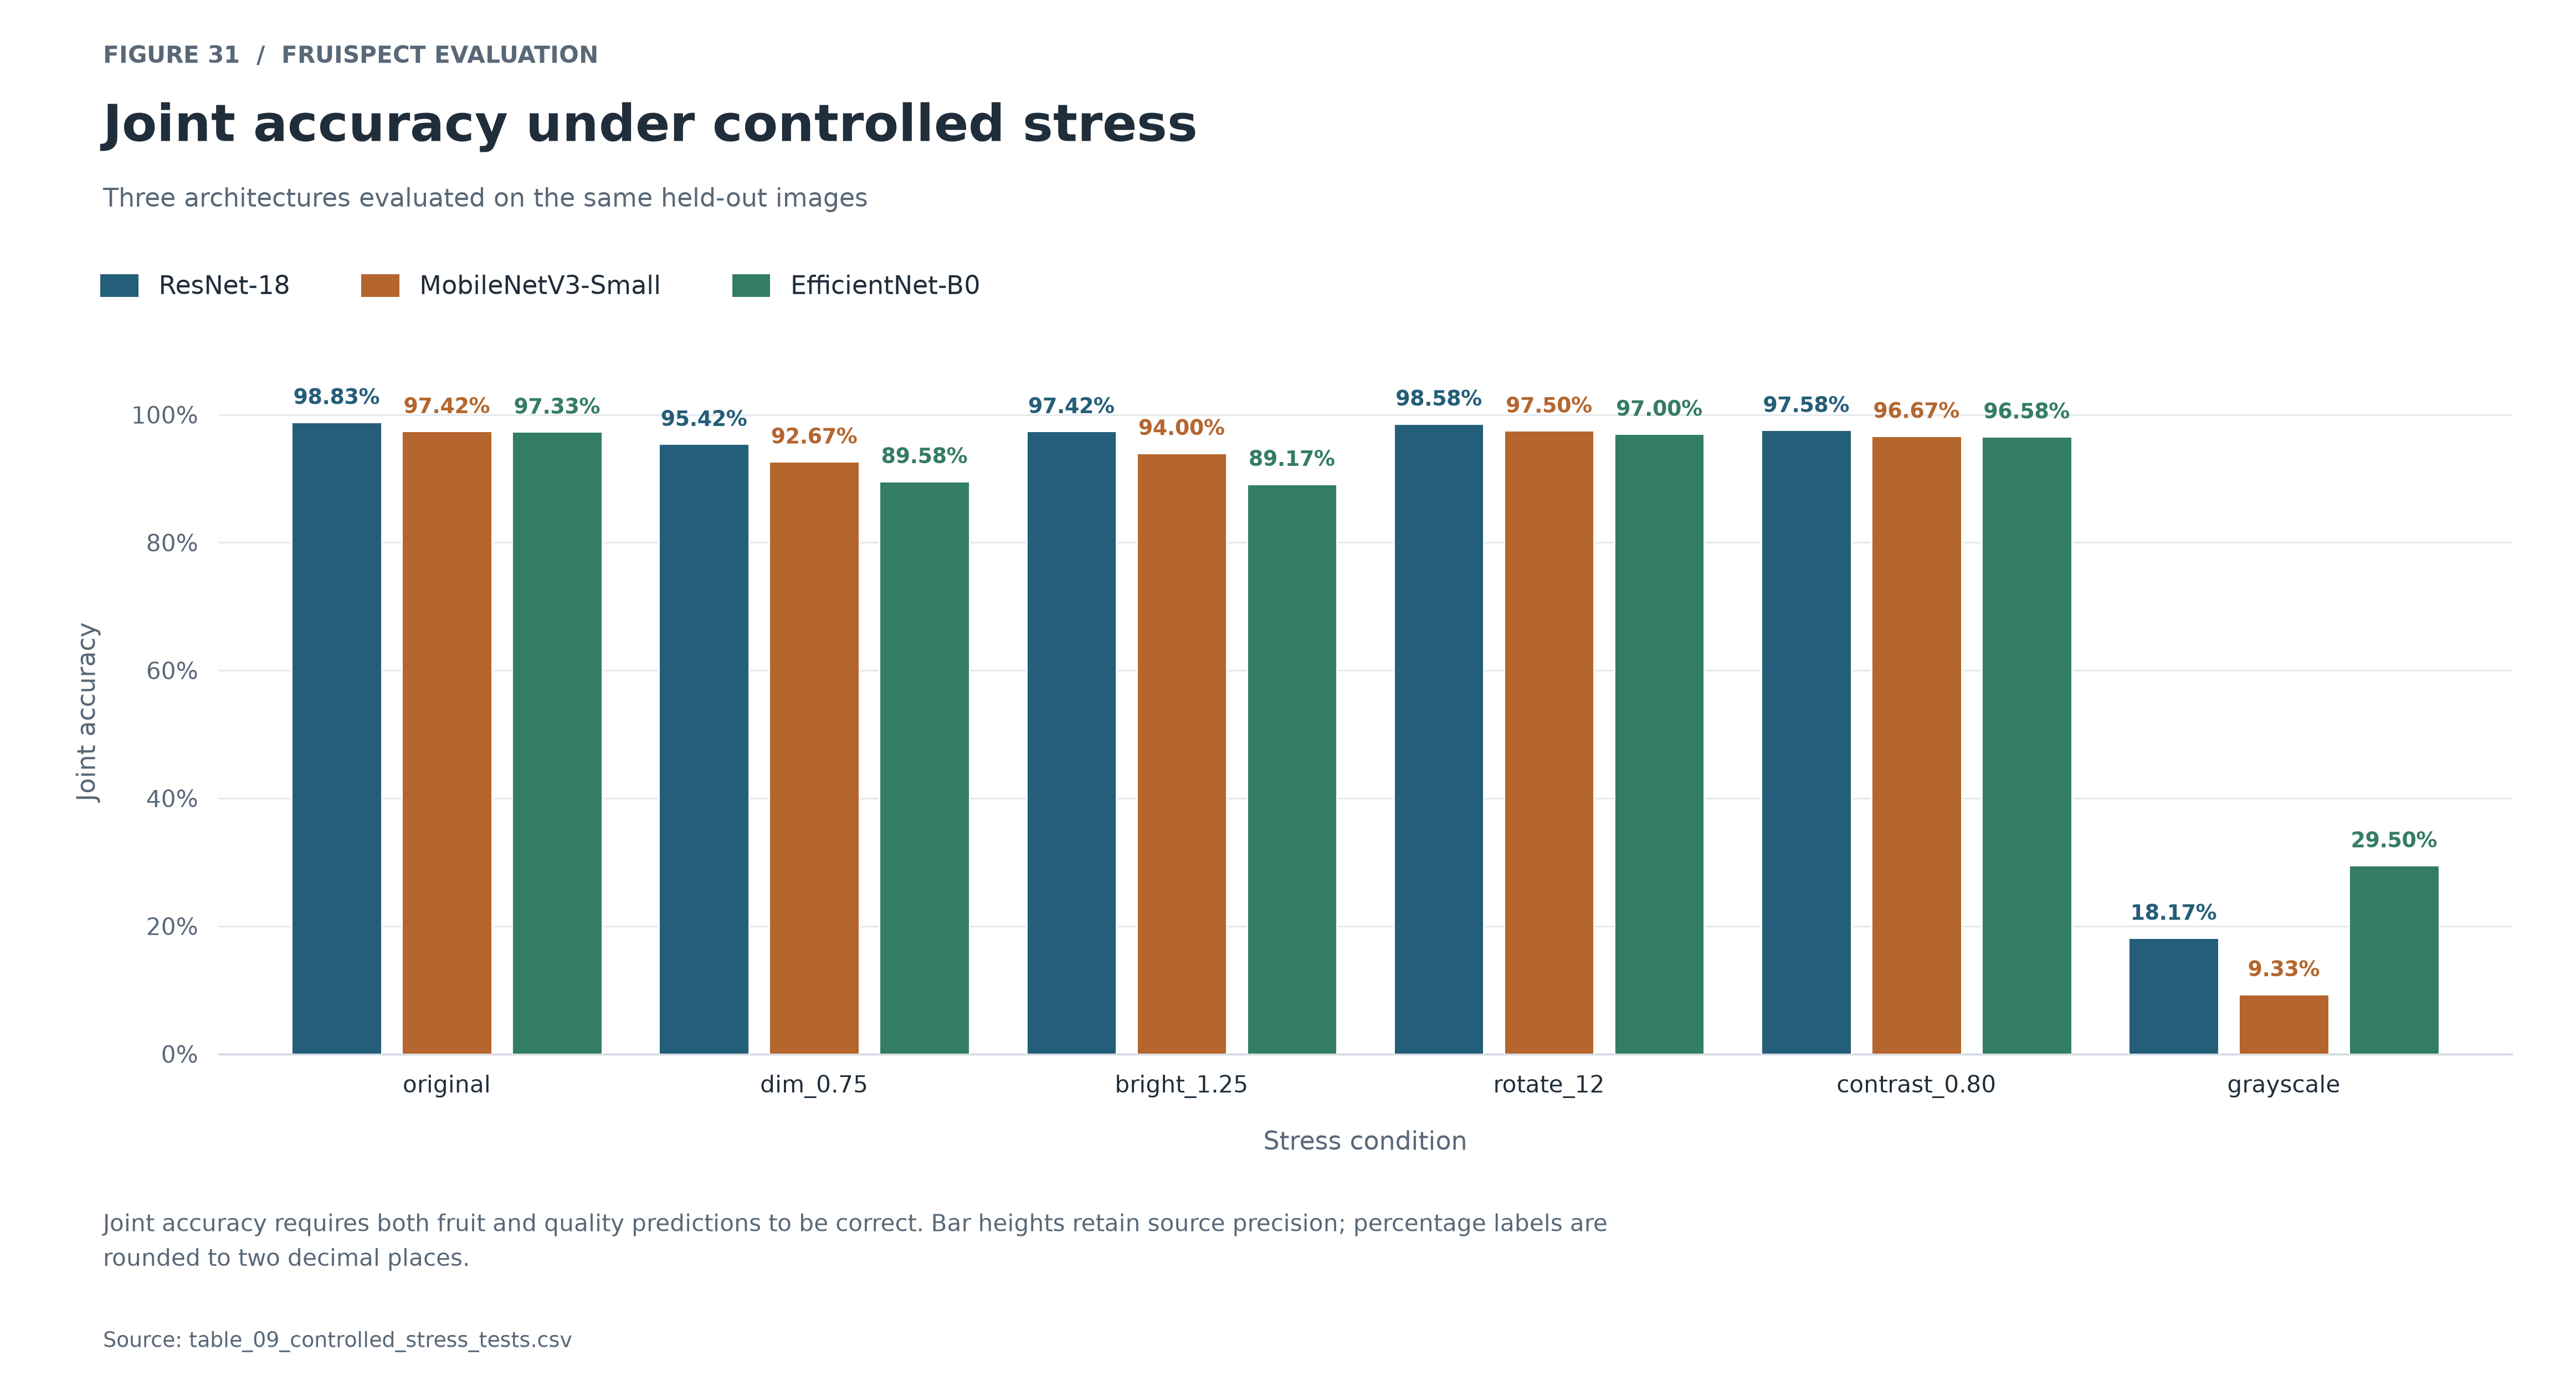 FIGURE 31 / FRUISPECT EVALUATION
Joint accuracy under controlled stress
Three architectures evaluated on the same held-out images
ResNet-18 MobileNetV3-Small EfficientNet-B0
98.83% 97.42% 97.33% 95.42% 92.67% 89.58% 97.42% 94.00% 89.17% 98.58% 97.50% 97.00% 97.58% 96.67% 96.58% 18.17% 9.33% 29.50%
100%
80%
60%
40%
20%
0%
Joint accuracy
original dim_0.75 bright_1.25 rotate_12 contrast_0.80 grayscale
Stress condition
Joint accuracy requires both fruit and quality predictions to be correct. Bar heights retain source precision; percentage labels are
rounded to two decimal places.
Source: table_09_controlled_stress_tests.csv